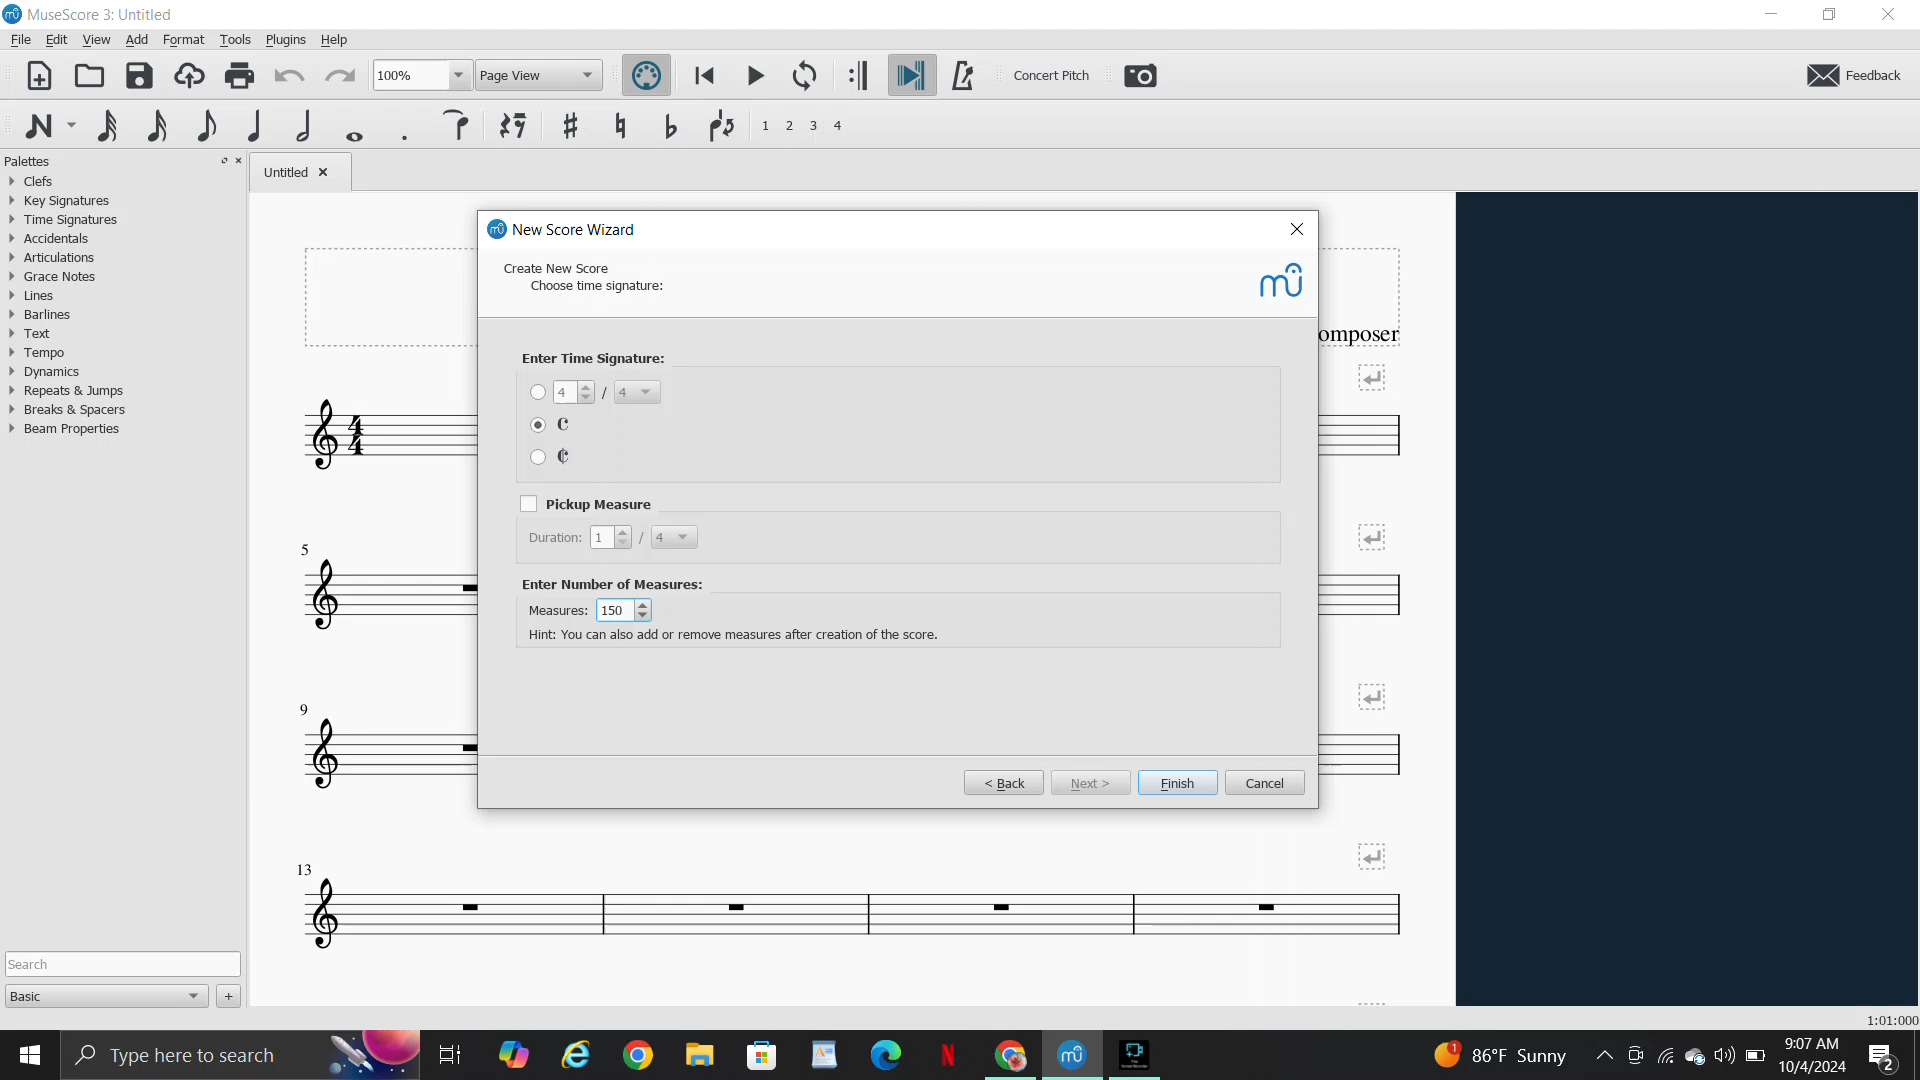 MuseScore 3: Untitled
File Edit View Add Format Tools Plugins Help
100% Page View Concert Pitch Feedback
1 2 3 4
Palettes
Clefs
Key Signatures
Time Signatures
Accidentals
Articulations
Grace Notes
Lines
Barlines
Text
Tempo
Dynamics
Repeats & Jumps
Breaks & Spacers
Beam Properties
Search
Basic
+
Untitled
omposer
4
4
5
9
13
New Score Wizard
Create New Score
Choose time signature:
Enter Time Signature:
4 / 4
Pickup Measure
Duration: 1 / 4
Enter Number of Measures:
Measures: 150
Hint: You can also add or remove measures after creation of the score.
< Back Next > Finish Cancel
1:01:000
Type here to search
1 86°F Sunny
9:07 AM
10/4/2024
2